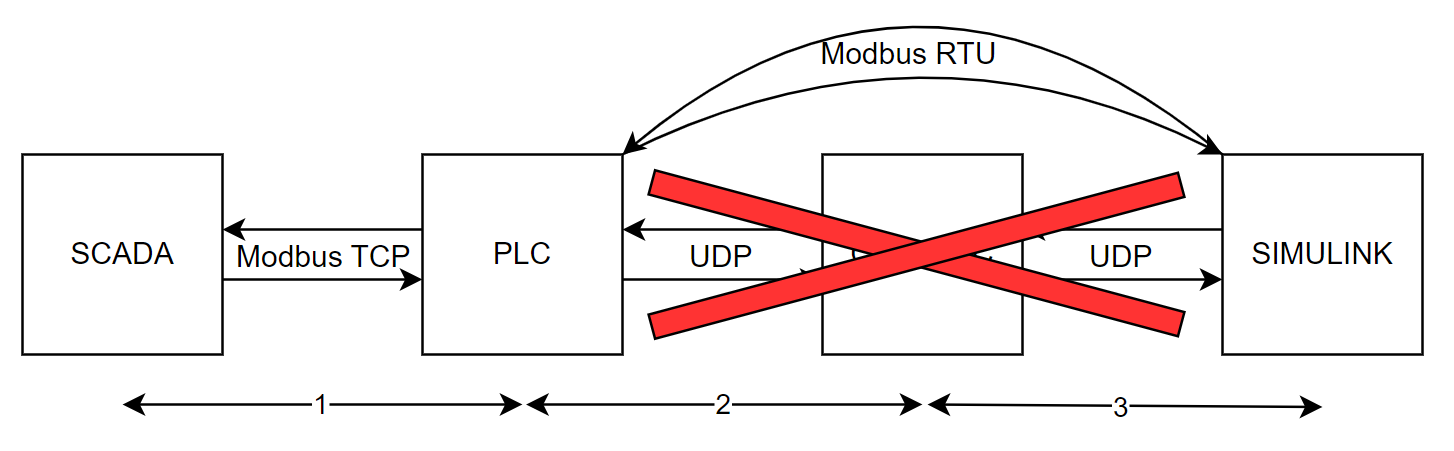 Modbus RTU
SCADA
Modbus TCP
PLC
UDP
UDP
SIMULINK
1
2
3